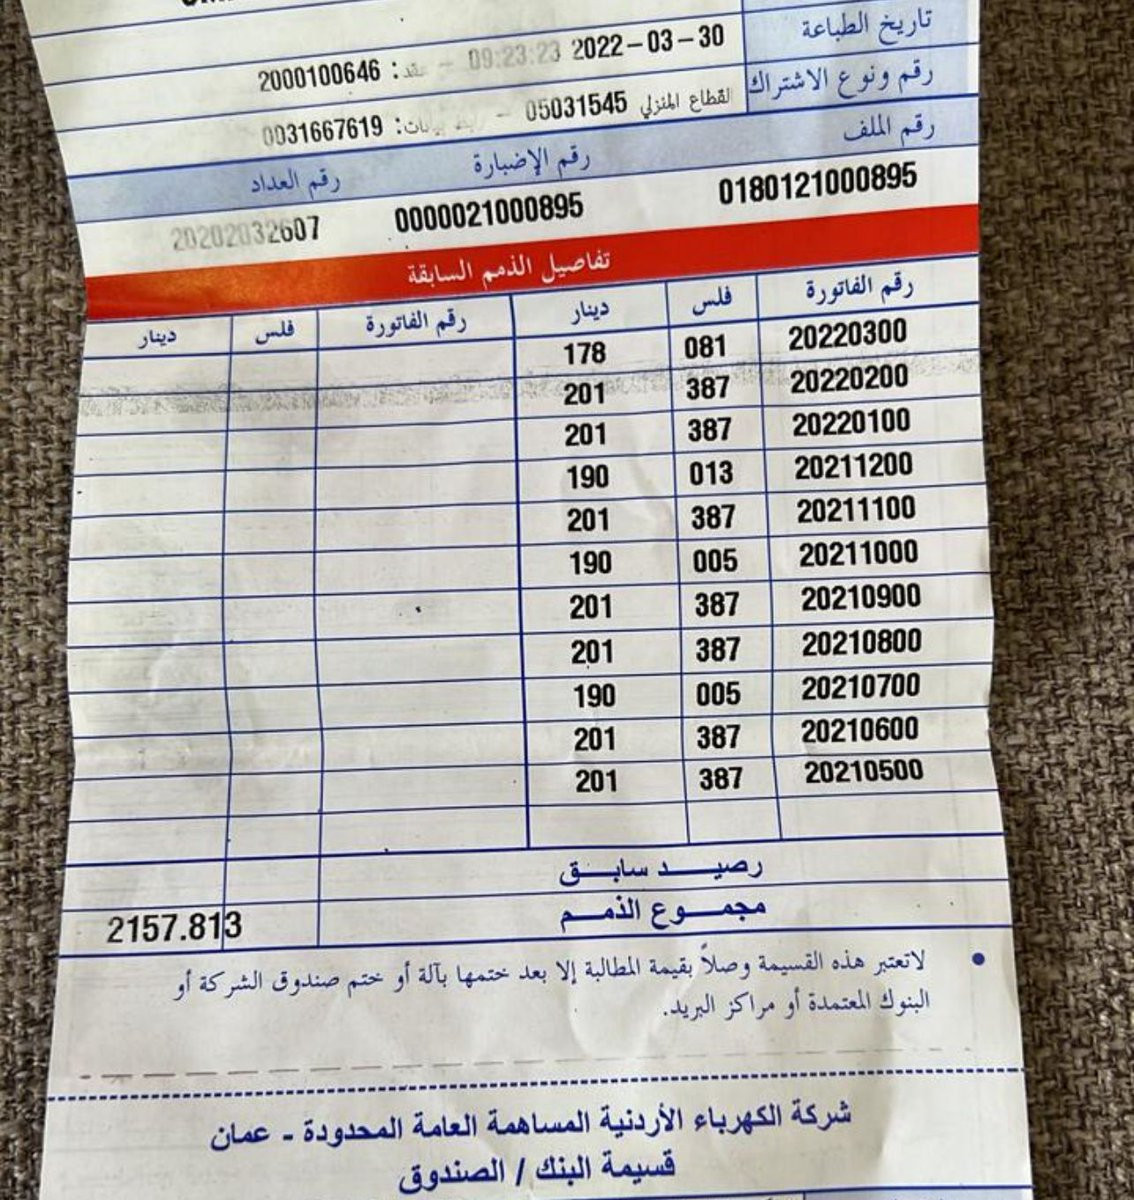 تاريخ الطباعة 2022-03-30 09:23:23 - عقد: 2000100646
رقم ونوع الاشتراك القطاع المنزلي 05031545 - 0031667619
رقم الملف رقم الإضبارة رقم العداد
0180121000895 0000021000895 20202032607
تفاصيل الذمم السابقة
رقم الفاتورة فلس دينار رقم الفاتورة فلس دينار
20220300 081 178
20220200 387 201
20220100 387 201
20211200 013 190
20211100 387 201
20211000 005 190
20210900 387 201
20210800 387 201
20210700 005 190
20210600 387 201
20210500 387 201
رصيد سابق
مجموع الذمم 2157.813
• لاتعتبر هذه القسيمة وصلاً بقيمة المطالبة إلا بعد ختمها بآلة أو ختم صندوق الشركة أو
البنوك المعتمدة أو مراكز البريد.
شركة الكهرباء الأردنية المساهمة العامة المحدودة - عمان
قسيمة البنك / الصندوق